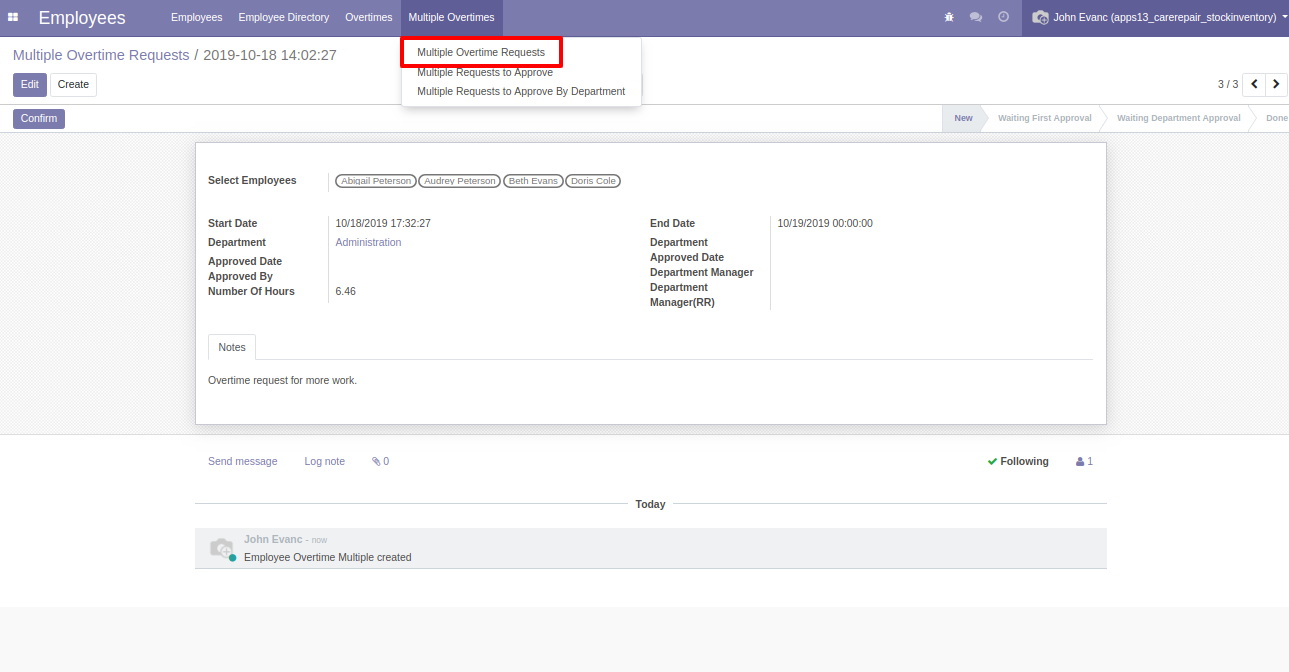 Employees Employees Employee Directory Overtimes Multiple Overtimes John Evanc (apps13_carerepair_stockinventory)
Multiple Overtime Requests / 2019-10-18 14:02:27
Multiple Overtime Requests
Multiple Requests to Approve
Multiple Requests to Approve By Department
Edit Create 3 / 3
Confirm New Waiting First Approval Waiting Department Approval Done
Select Employees Abigail Peterson Audrey Peterson Beth Evans Doris Cole
Start Date 10/18/2019 17:32:27
Department Administration
Approved Date
Approved By
Number Of Hours 6.46
End Date 10/19/2019 00:00:00
Department
Approved Date
Department Manager
Department
Manager(RR)
Notes
Overtime request for more work.
Send message Log note 0 Following 1
Today
John Evanc - now
Employee Overtime Multiple created